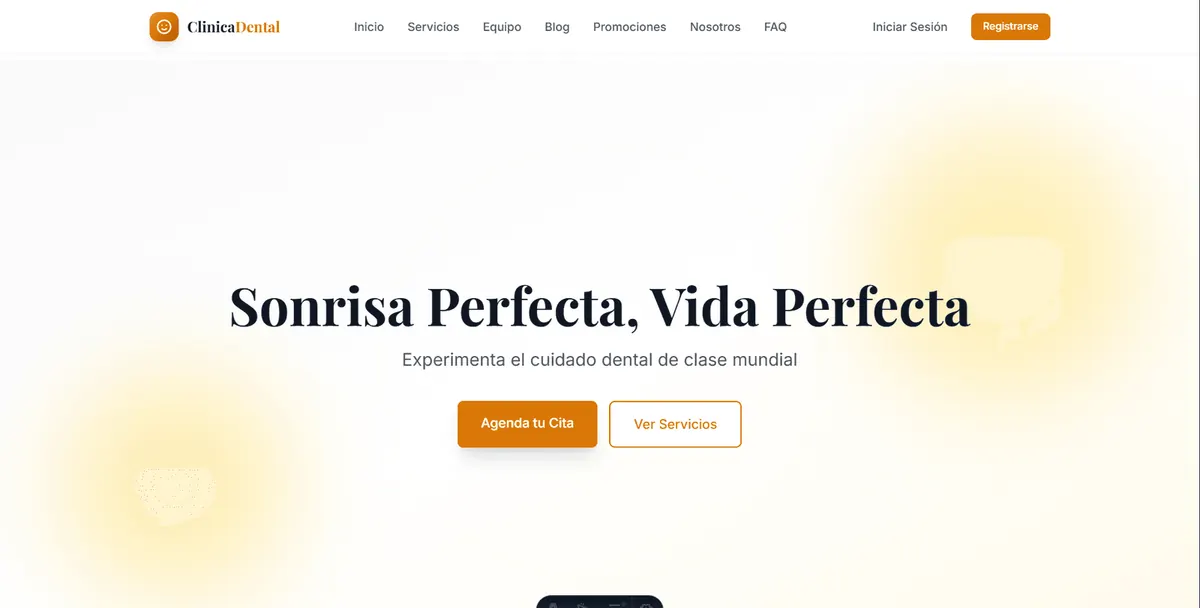 ClinicaDental
Inicio Servicios Equipo Blog Promociones Nosotros FAQ Iniciar Sesión Registrarse
Sonrisa Perfecta, Vida Perfecta
Experimenta el cuidado dental de clase mundial
Agenda tu Cita Ver Servicios